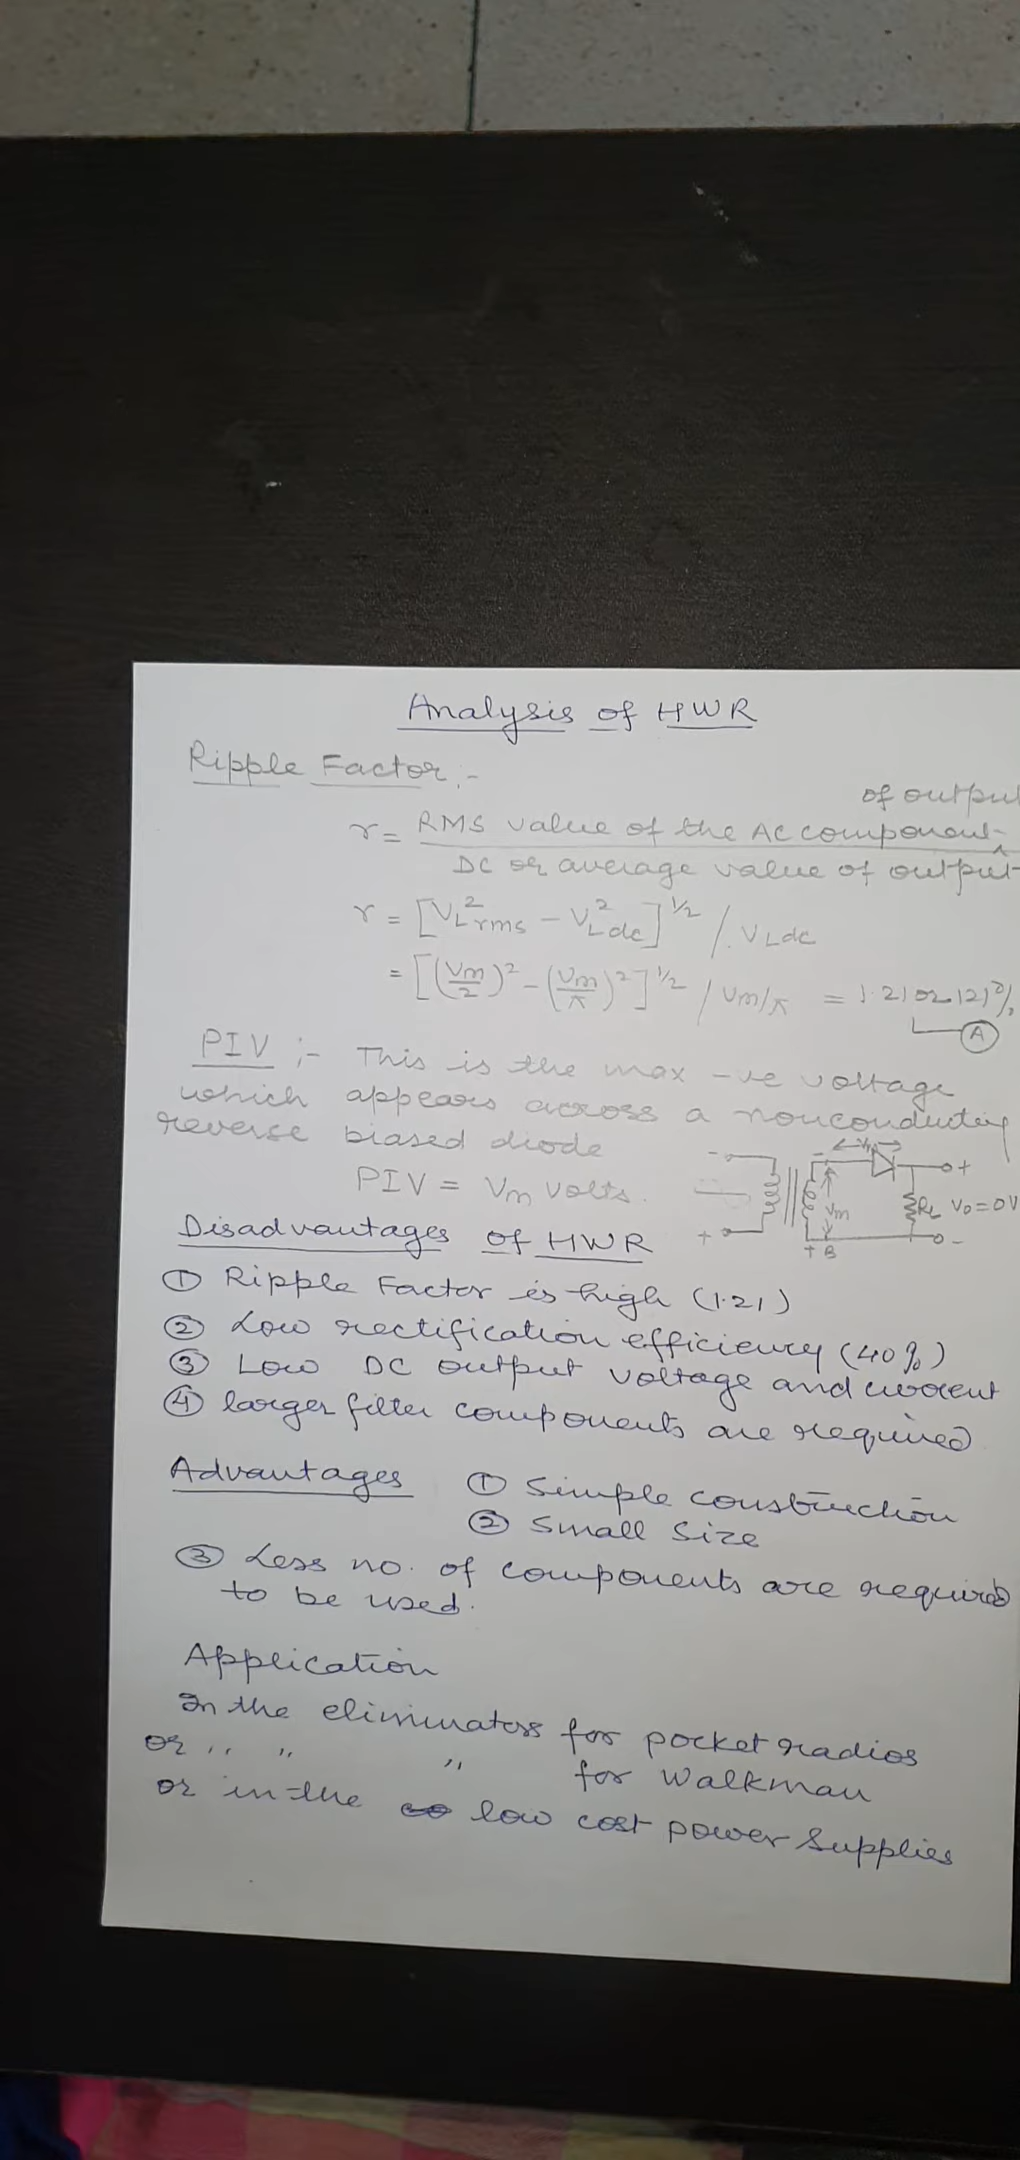 Analysis of HWR
Ripple Factor :-
of output
r = RMS value of the AC component
DC or average value of output
r = [V²Lrms - V²Ldc]^1/2 / VLdc
= [(Vm/2)² - (Vm/π)²]^1/2 / Vm/π = 1.21 or 121%
A
PIV :- This is the max -ve voltage
which appears across a nonconducting
reverse biased diode
PIV = Vm volts.
- - Vm +
+ Vm RL Vo = 0V
+ B -
Disadvantages of HWR
① Ripple Factor is high (1.21)
② Low rectification efficiency (40%)
③ Low DC output voltage and current
④ larger filter components are required
Advantages ① Simple construction
② Small Size
③ Less no. of components are required
to be used.
Application
In the eliminators for pocket radios
or ,, ,, ,, for Walkman
or in the low cost power Supplies